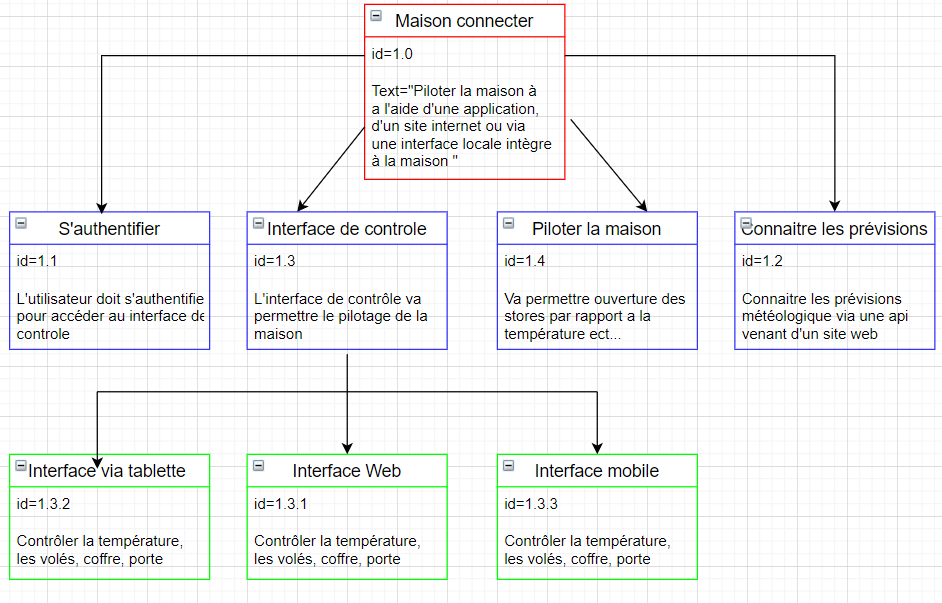 Maison connecter
id=1.0
Text="Piloter la maison à
a l'aide d'une application,
d'un site internet ou via
une interface locale intègre
à la maison "
S'authentifier
id=1.1
L'utilisateur doit s'authentifie
pour accéder au interface de
controle
Interface de controle
id=1.3
L'interface de contrôle va
permettre le pilotage de la
maison
Piloter la maison
id=1.4
Va permettre ouverture des
stores par rapport a la
température ect...
Connaitre les prévisions
id=1.2
Connaitre les prévisions
météologique via une api
venant d'un site web
Interface via tablette
id=1.3.2
Contrôler la température,
les volés, coffre, porte
Interface Web
id=1.3.1
Contrôler la température,
les volés, coffre, porte
Interface mobile
id=1.3.3
Contrôler la température,
les volés, coffre, porte